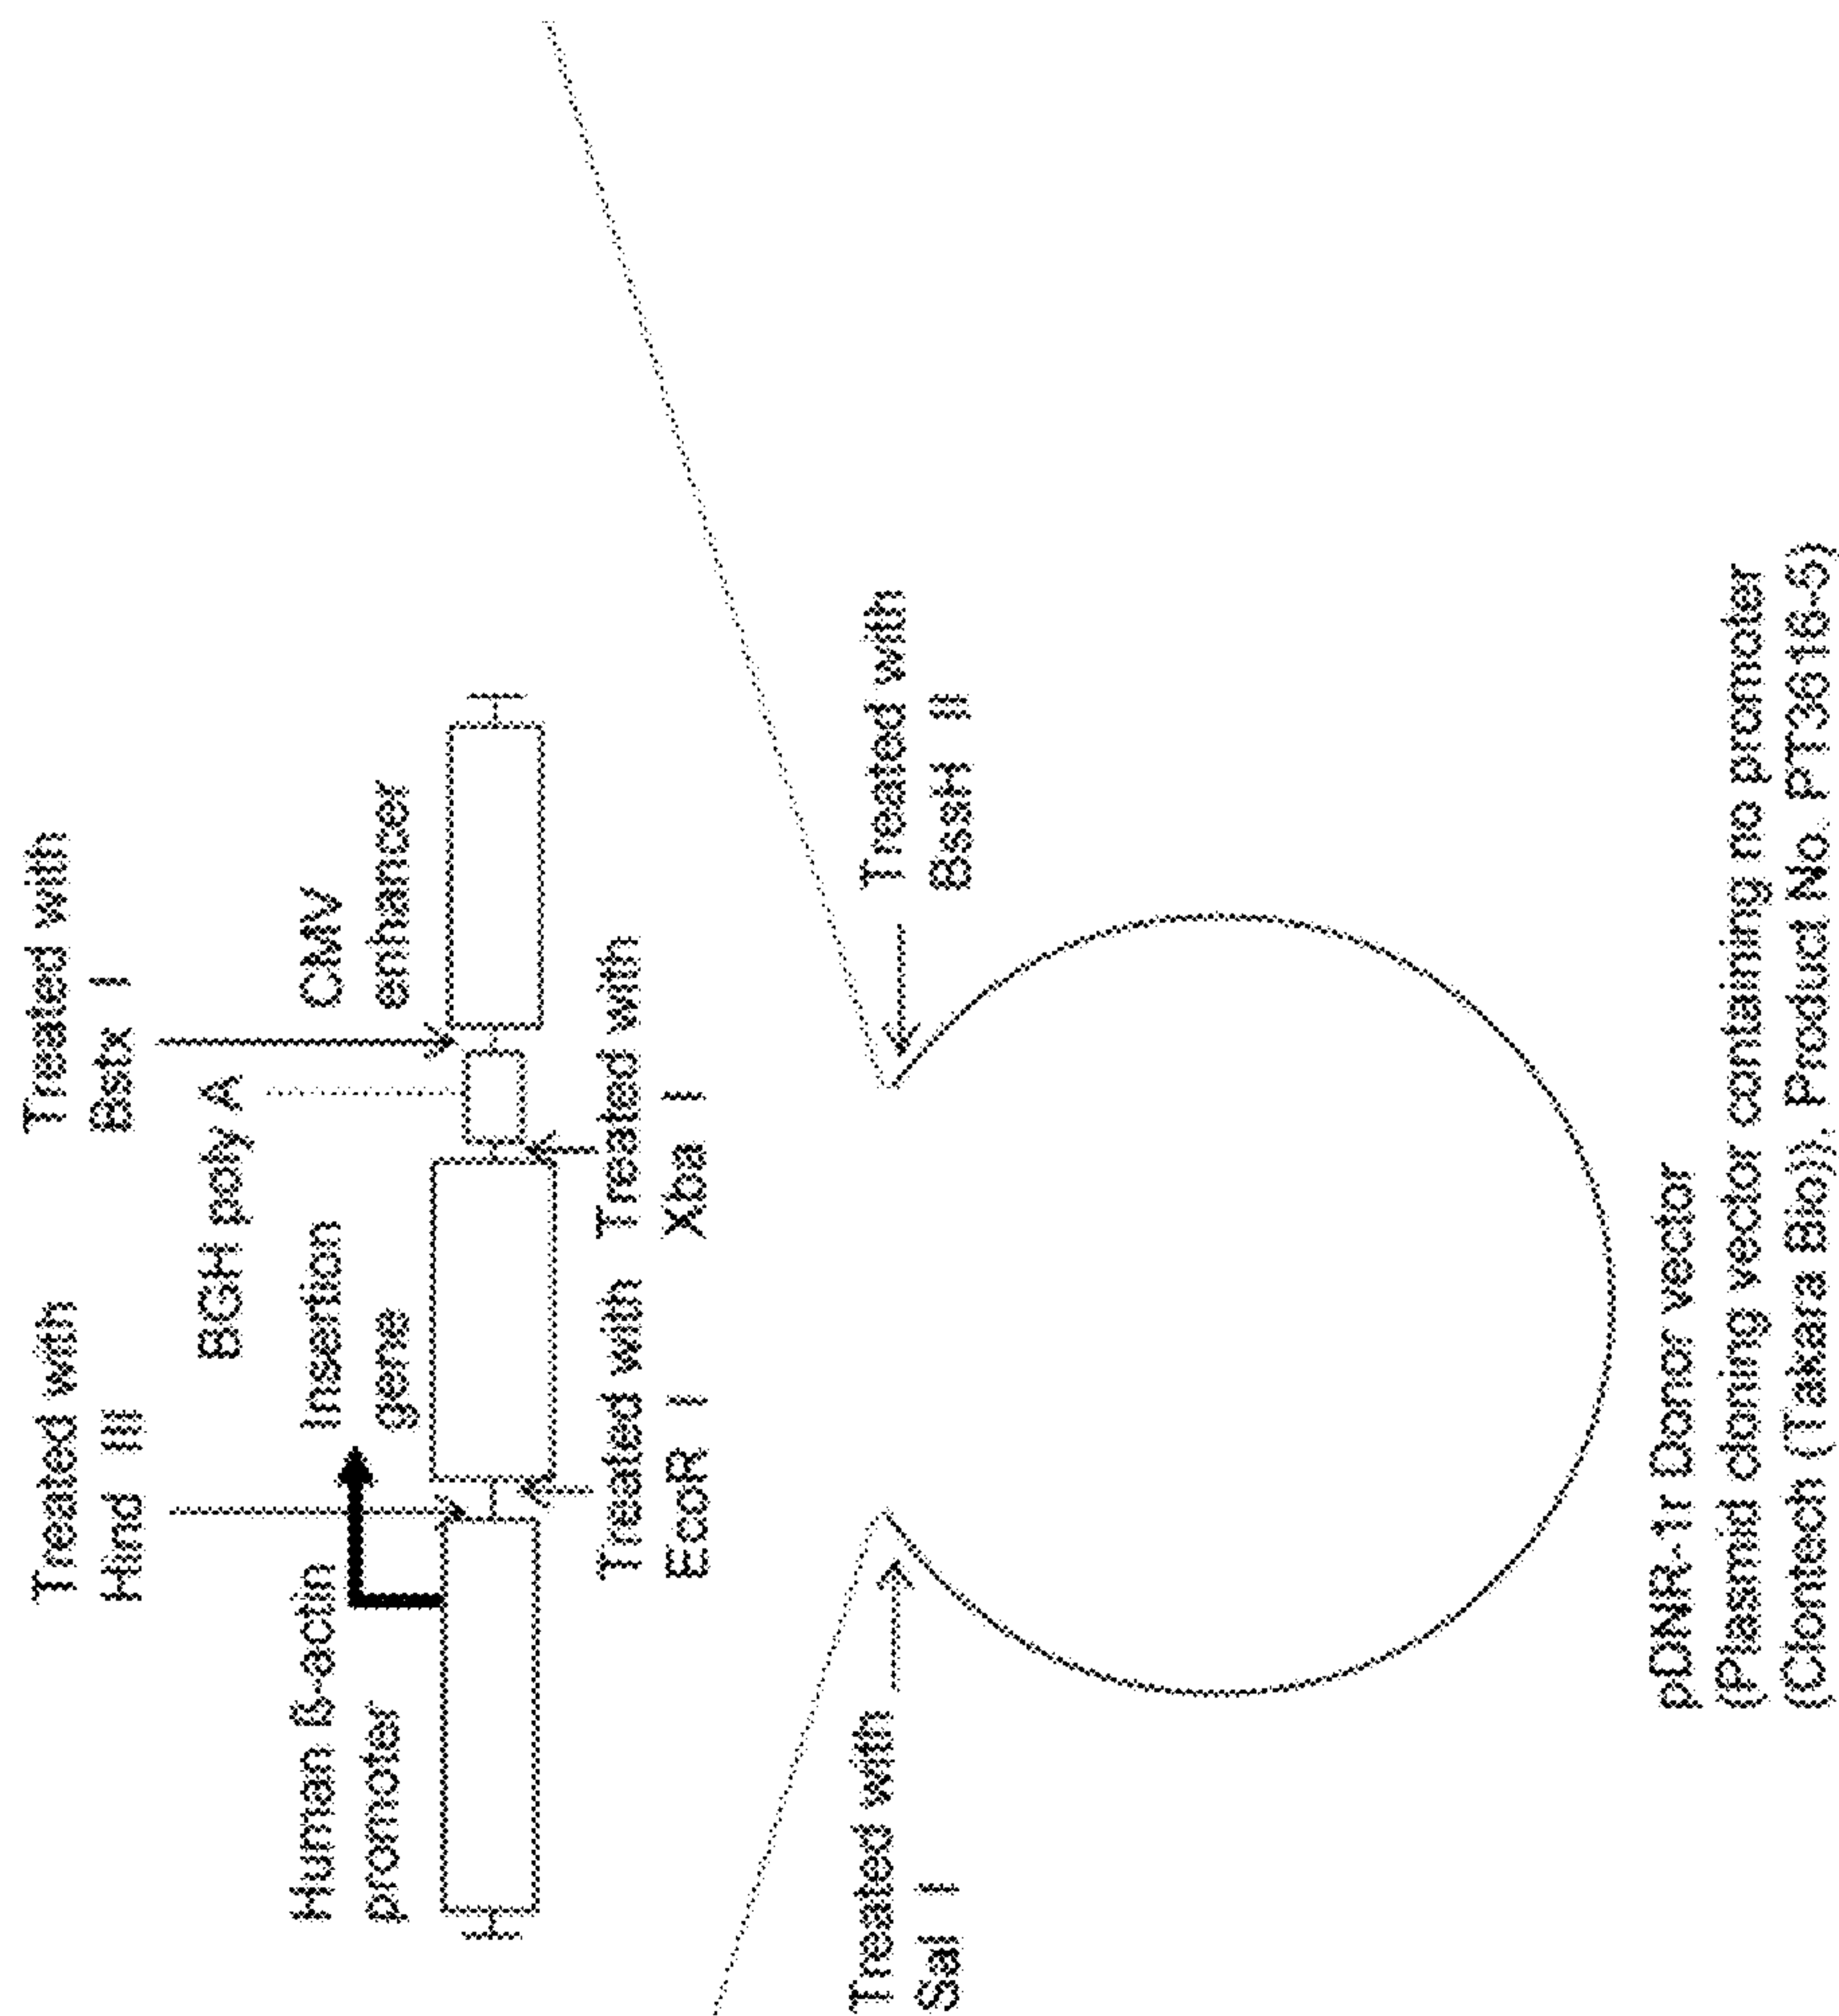 Treated with
Hind III
Treated with
Bstx I
BGH poly A
Human ß-actin
promoter
Insertion
gene
CMV
enhancer
Treated with
EcoR I
Treated with
Xba I
Treated with
Sal I
Treated with
BssH II
pDNR-1r Donor vector
(Plasmid cloning vector containing no promoter
(Clontech (Takara Bio)), Product No. PT3616-5)